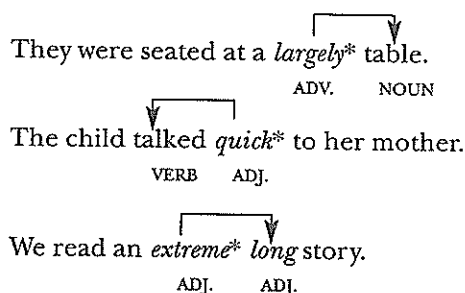 They were seated at a largely* table.
ADV. NOUN
The child talked quick* to her mother.
VERB ADJ.
We read an extreme* long story.
ADJ. ADJ.